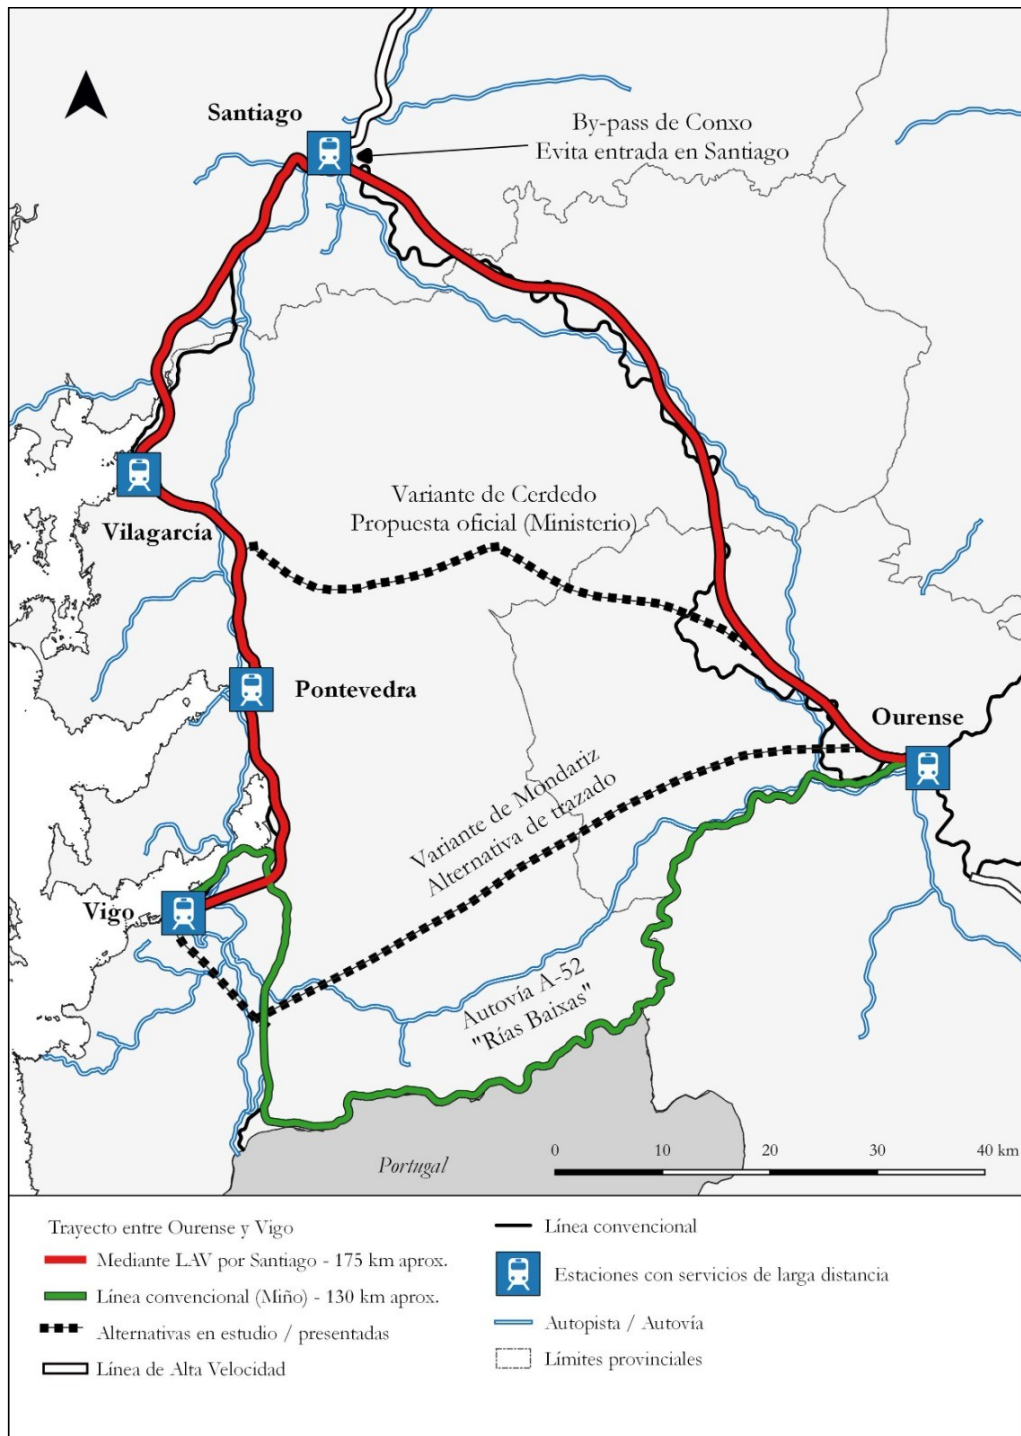 Santiago
By-pass de Conxo
Evita entrada en Santiago
Variante de Cerdedo
Propuesta oficial (Ministerio)
Vilagarcía
Pontevedra
Ourense
Variante de Mondariz
Alternativa de trazado
Vigo
Autovía A-52
"Rías Baixas"
Portugal
0 10 20 30 40 km
Trayecto entre Ourense y Vigo
Mediante LAV por Santiago - 175 km aprox.
Línea convencional (Miño) - 130 km aprox.
Alternativas en estudio / presentadas
Línea de Alta Velocidad
Línea convencional
Estaciones con servicios de larga distancia
Autopista / Autovía
Límites provinciales